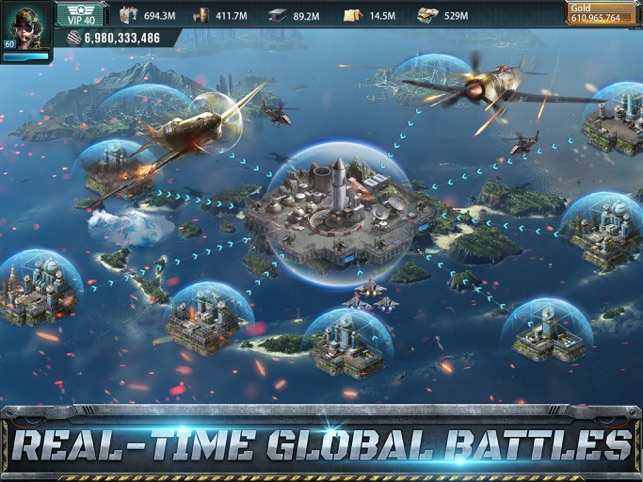 VIP 40
694.3M
411.7M
89.2M
14.5M
529M
Gold
610,965,764
60
6,980,333,486
REAL-TIME GLOBAL BATTLES